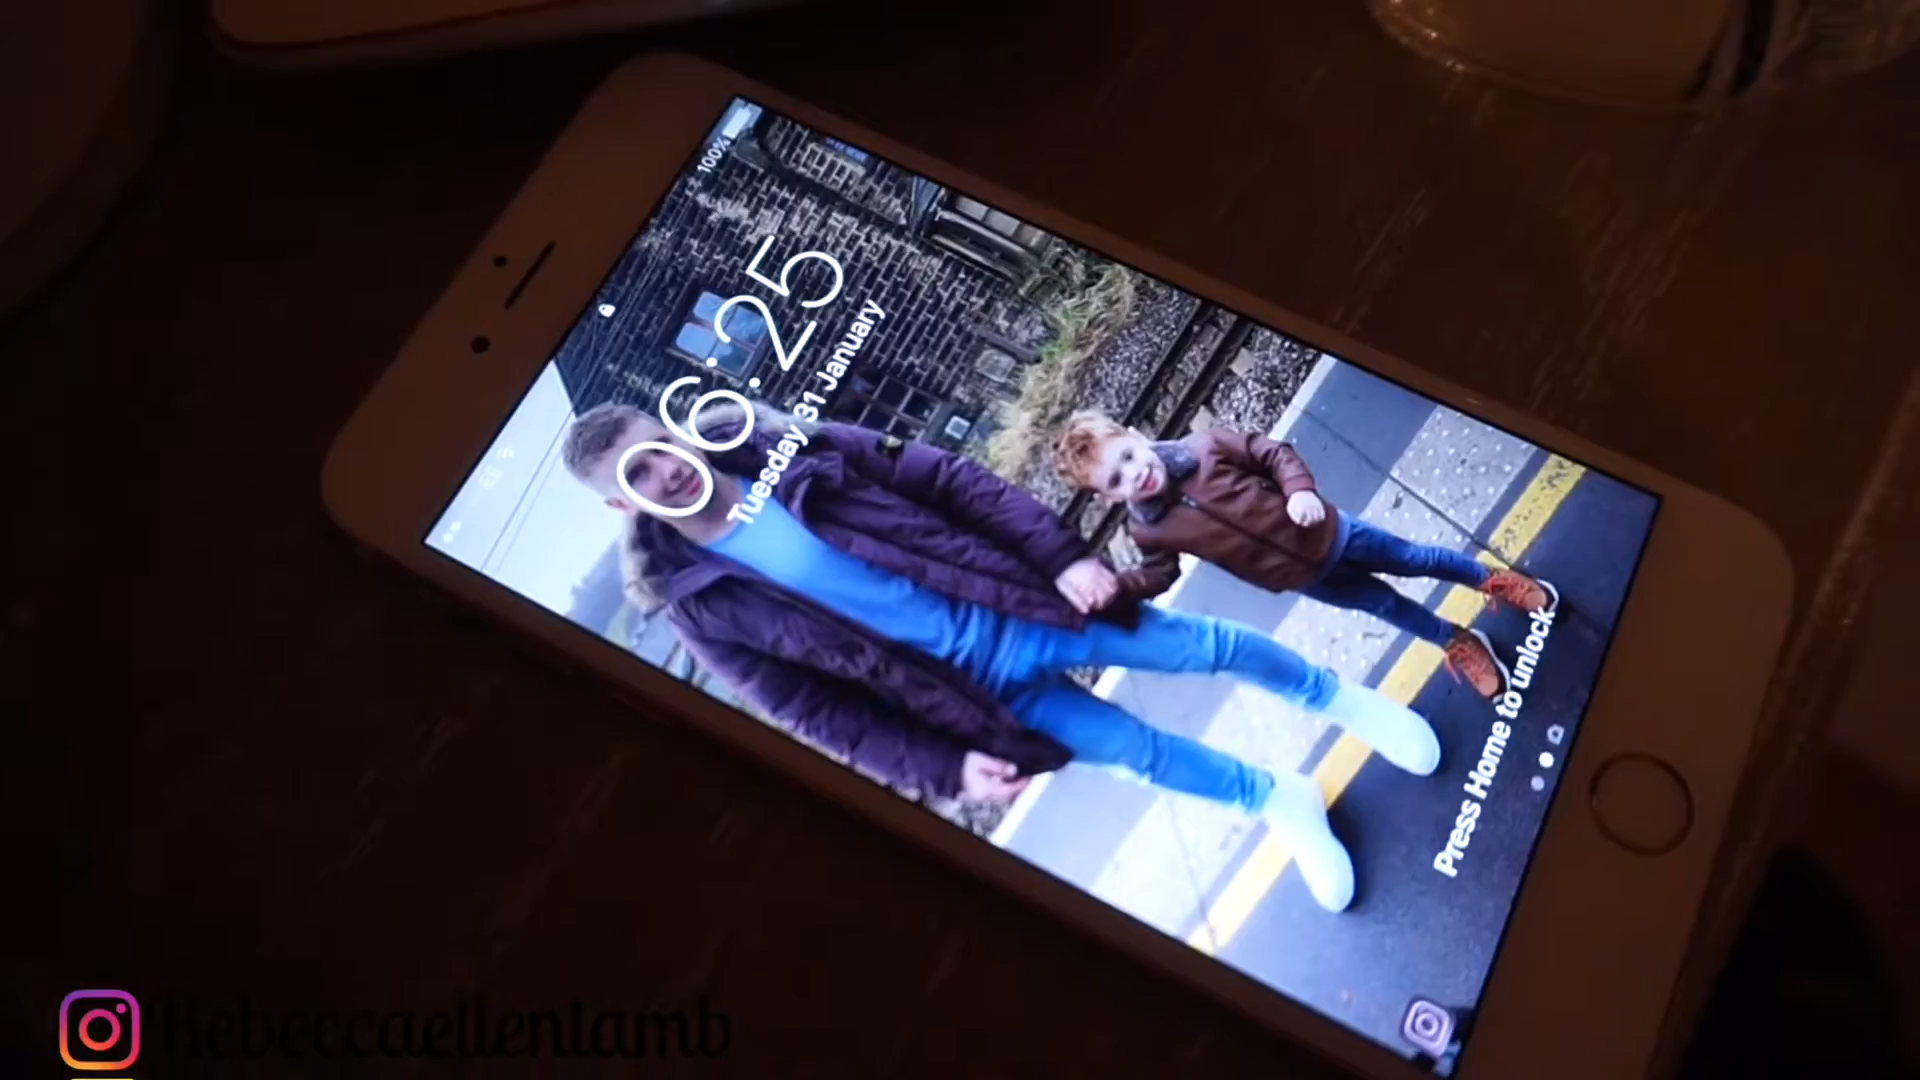 100%
06:25
Tuesday 31 January
Press Home to unlock
Rebeccaellenlamb